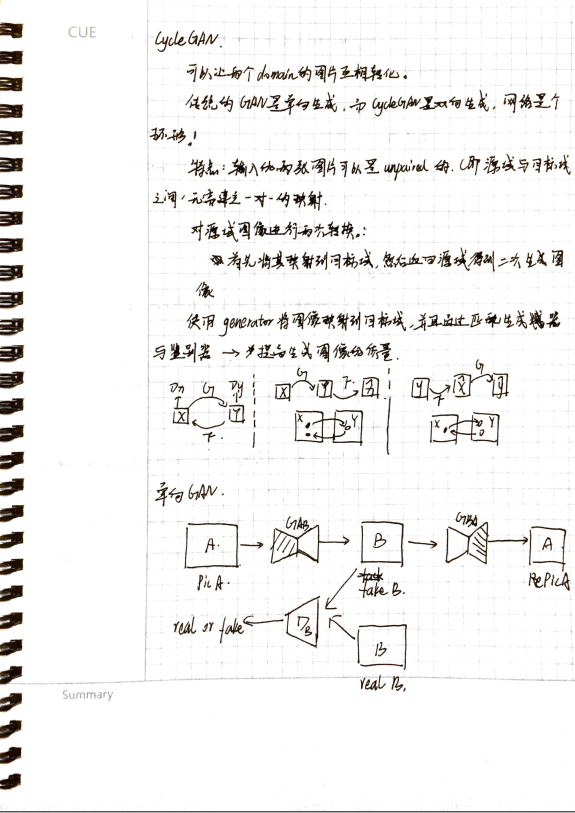 CUE
CycleGAN.
可以让两个domain的图片互相转化。
传统的GAN是单向生成,而CycleGAN是双向生成,网络是个
环形!
特点:输入的两张图片可以是unpaired的.(即源域与目标域
之间,无需建立一对一的映射.
对源域图像进行两次转换.:
首先将其映射到目标域,然后返回源域得到二次生成图
像
使用generator将图像映射到目标域,并且通过匹配生成器
与鉴别器 → 提高生成图像的质量.
Dx G Dy G G
X Y X Ŷ F X̂ Y F X̂ Ŷ
F X Y X Y
单向GAN.
GAB GBA
A B A
Pic A. fake B. RePicA
real or fake DB
B
real B.
Summary